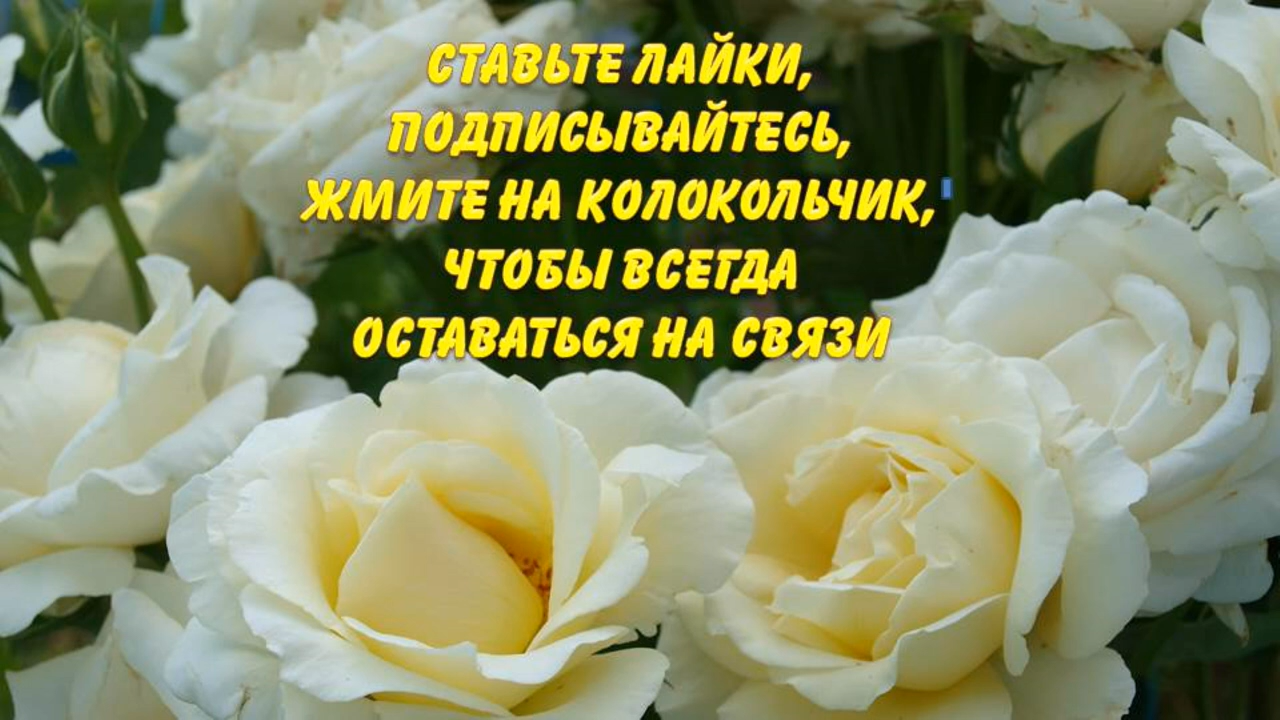 СТАВЬТЕ ЛАЙКИ,
ПОДПИСЫВАЙТЕСЬ,
ЖМИТЕ НА КОЛОКОЛЬЧИК,
ЧТОБЫ ВСЕГДА
ОСТАВАТЬСЯ НА СВЯЗИ